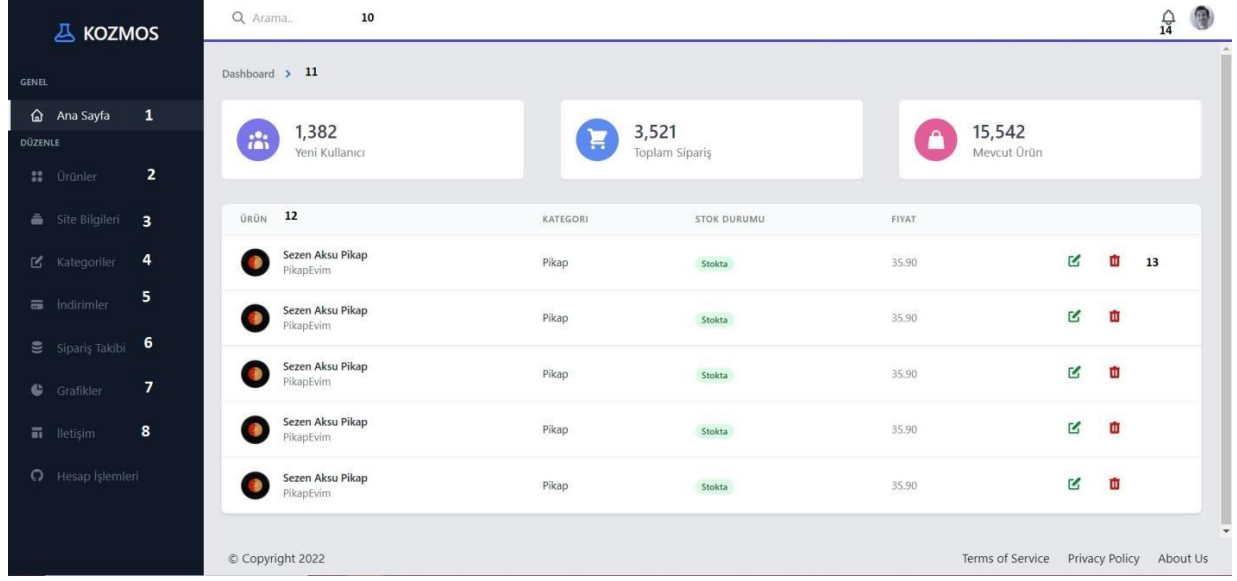 KOZMOS
Arama.. 10
14
GENEL
Ana Sayfa 1
DÜZENLE
Ürünler 2
Site Bilgileri 3
Kategoriler 4
İndirimler 5
Sipariş Takibi 6
Grafikler 7
İletişim 8
Hesap İşlemleri
Dashboard > 11
1,382
Yeni Kullanıcı
3,521
Toplam Sipariş
15,542
Mevcut Ürün
ÜRÜN 12 KATEGORI STOK DURUMU FIYAT
Sezen Aksu Pikap
PikapEvim
Pikap Stokta 35.90 13
Sezen Aksu Pikap
PikapEvim
Pikap Stokta 35.90
Sezen Aksu Pikap
PikapEvim
Pikap Stokta 35.90
Sezen Aksu Pikap
PikapEvim
Pikap Stokta 35.90
Sezen Aksu Pikap
PikapEvim
Pikap Stokta 35.90
© Copyright 2022 Terms of Service Privacy Policy About Us